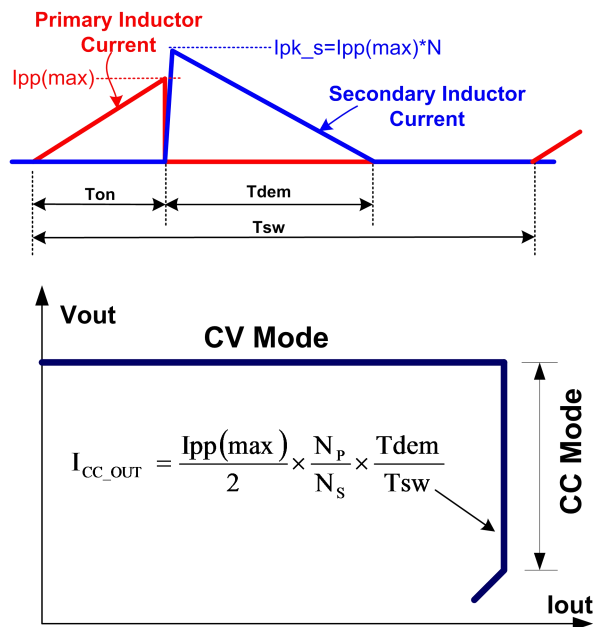 Primary Inductor
Current
Ipk_s=Ipp(max)*N
Ipp(max)
Secondary Inductor
Current
Ton
Tdem
Tsw
Vout
CV Mode
I_CC_OUT = Ipp(max)/2 × N_P/N_S × Tdem/Tsw
CC Mode
Iout